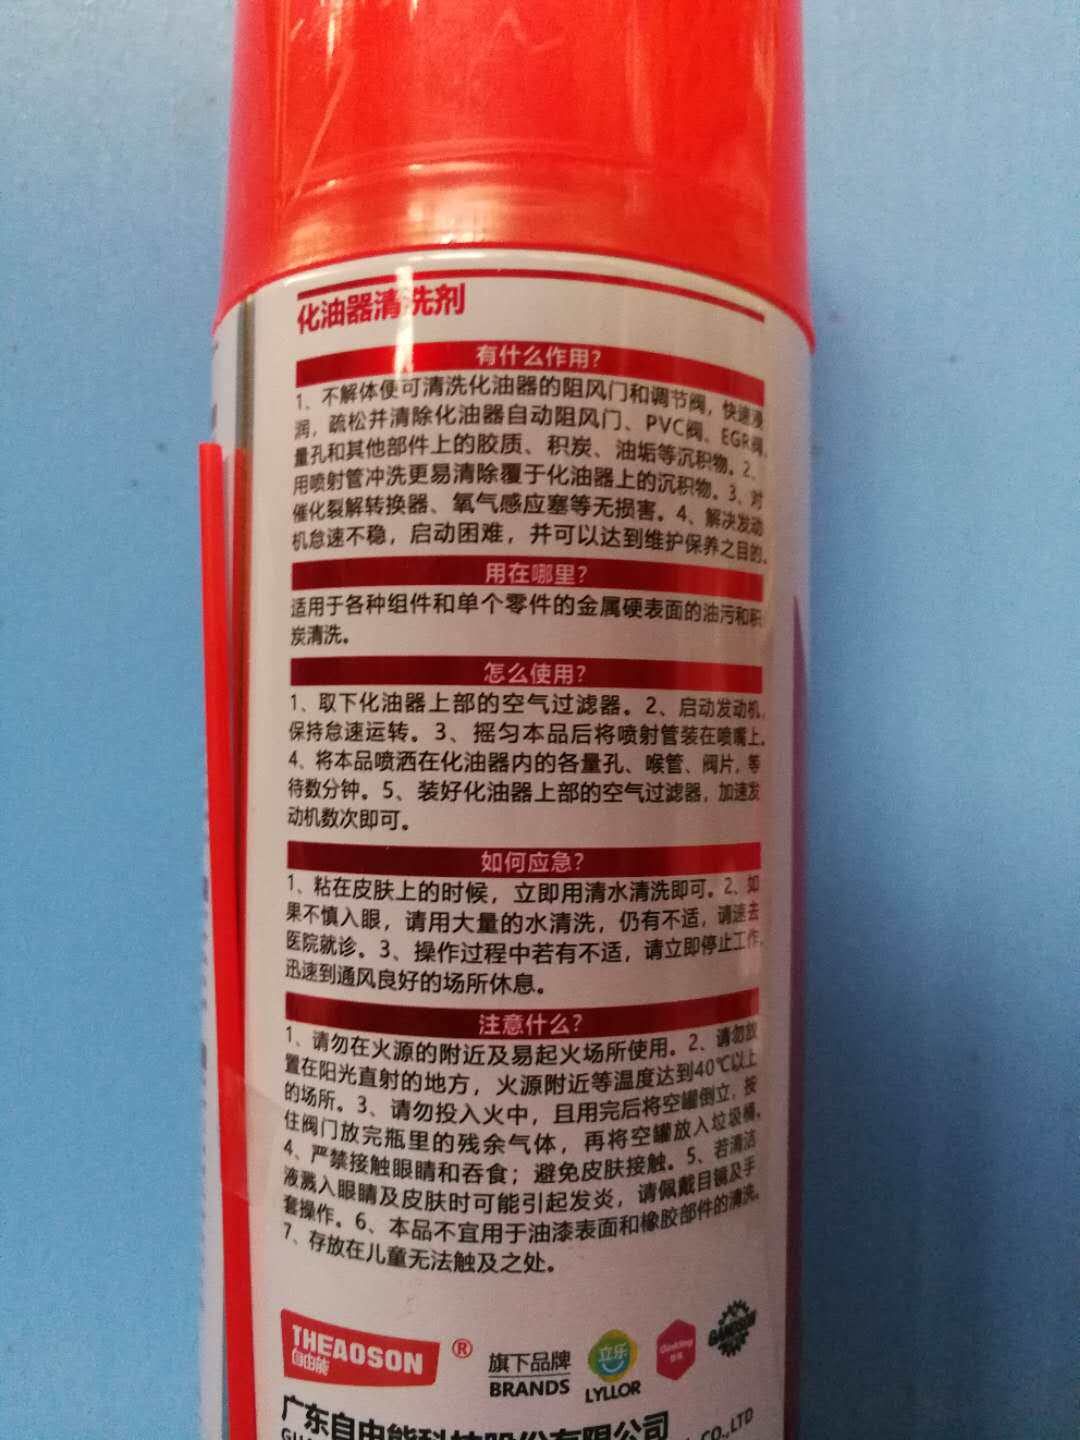 化油器清洗剂
有什么作用?
1、不解体便可清洗化油器的阻风门和调节阀，快速浸
润，疏松并清除化油器自动阻风门、PVC阀、EGR阀、
量孔和其他部件上的胶质、积炭、油垢等沉积物。2、
用喷射管冲洗更易清除覆于化油器上的沉积物。3、对
催化裂解转换器、氧气感应塞等无损害。4、解决发动
机怠速不稳，启动困难，并可以达到维护保养之目的。
用在哪里?
适用于各种组件和单个零件的金属硬表面的油污和积
炭清洗。
怎么使用?
1、取下化油器上部的空气过滤器。2、启动发动机，
保持怠速运转。3、摇匀本品后将喷射管装在喷嘴上。
4、将本品喷洒在化油器内的各量孔、喉管、阀片，等
待数分钟。5、装好化油器上部的空气过滤器，加速发
动机数次即可。
如何应急?
1、粘在皮肤上的时候，立即用清水清洗即可。2、如
果不慎入眼，请用大量的水清洗，仍有不适，请速去
医院就诊。3、操作过程中若有不适，请立即停止工作，
迅速到通风良好的场所休息。
注意什么?
1、请勿在火源的附近及易起火场所使用。2、请勿放
置在阳光直射的地方，火源附近等温度达到40℃以上
的场所。3、请勿投入火中，且用完后将空罐倒立，按
住阀门放完瓶里的残余气体，再将空罐放入垃圾桶。
4、严禁接触眼睛和吞食；避免皮肤接触。5、若清洁
液溅入眼睛及皮肤时可能引起发炎，请佩戴目镜及手
套操作。6、本品不宜用于油漆表面和橡胶部件的清洗。
7、存放在儿童无法触及之处。
THEAOSON ®
自由能
旗下品牌
BRANDS
立乐
LYLLOR
广东自由能科技股份有限公司
CO.,LTD